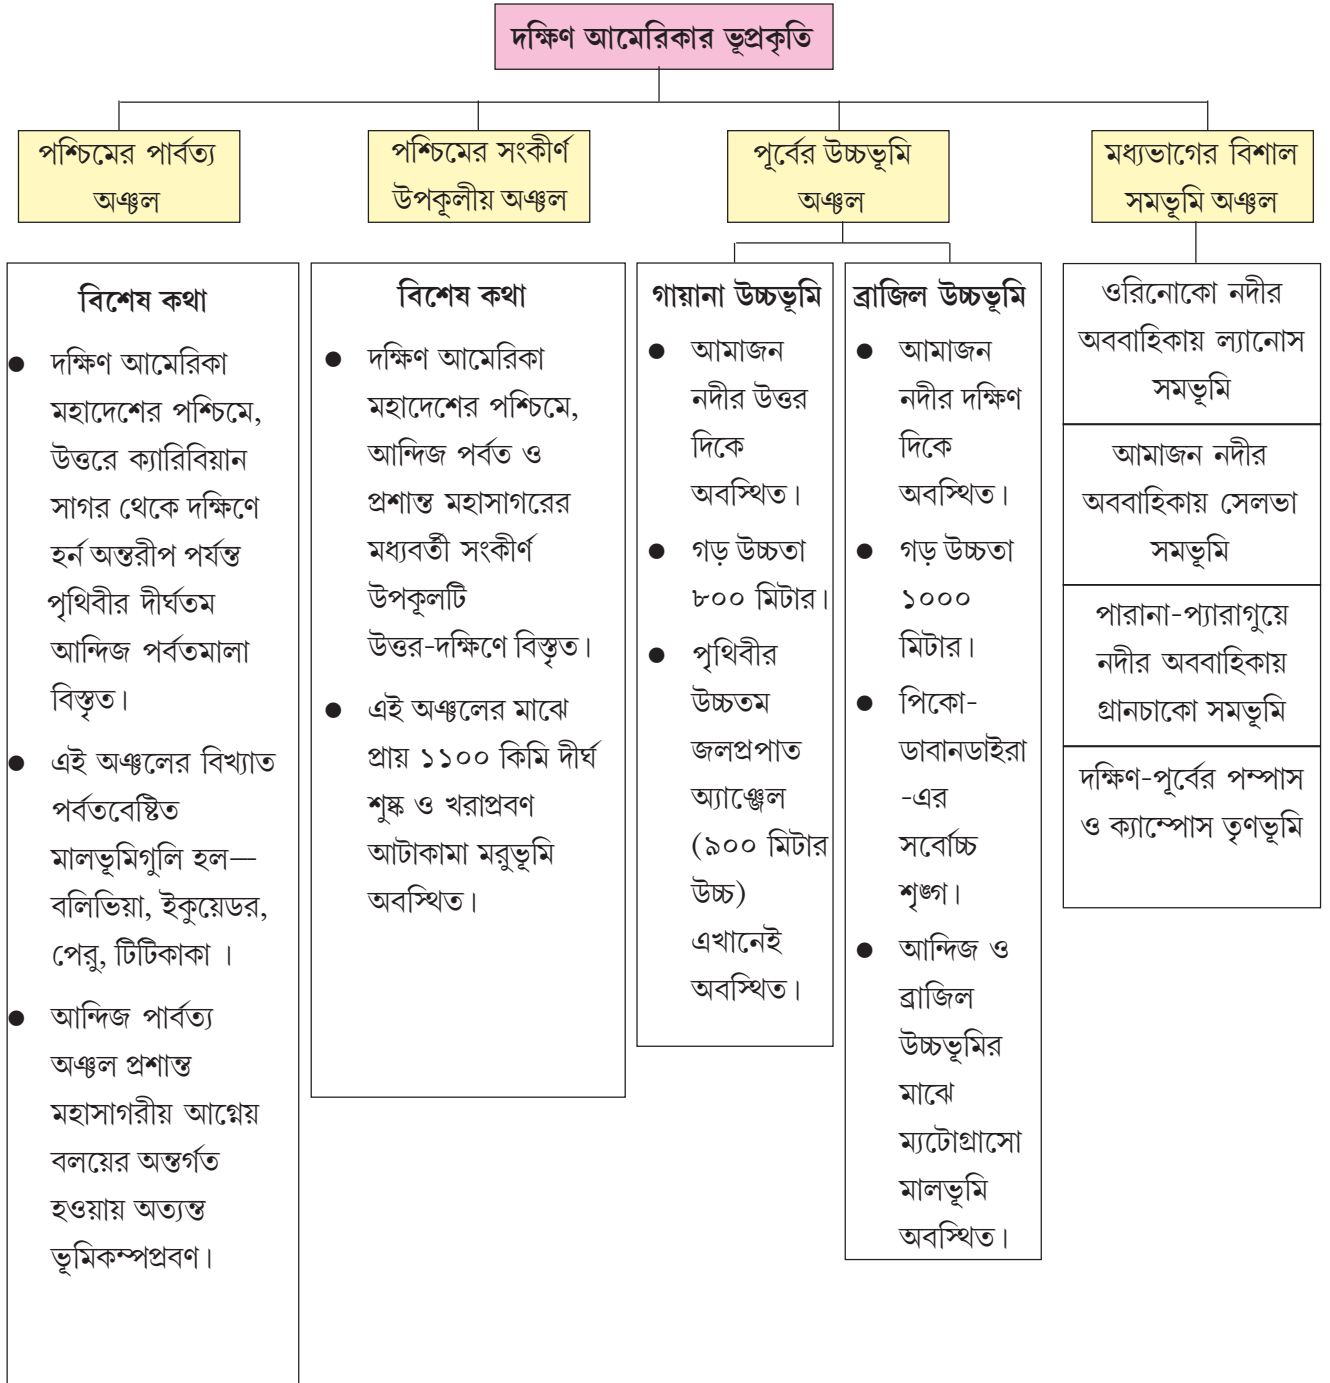 দক্ষিণ আমেরিকার ভূপ্রকৃতি
পশ্চিমের পার্বত্য
অঞ্চল
পশ্চিমের সংকীর্ণ
উপকূলীয় অঞ্চল
পূর্বের উচ্চভূমি
অঞ্চল
মধ্যভাগের বিশাল
সমভূমি অঞ্চল
বিশেষ কথা
● দক্ষিণ আমেরিকা
মহাদেশের পশ্চিমে,
উত্তরে ক্যারিবিয়ান
সাগর থেকে দক্ষিণে
হর্ন অন্তরীপ পর্যন্ত
পৃথিবীর দীর্ঘতম
আন্দিজ পর্বতমালা
বিস্তৃত।
● এই অঞ্চলের বিখ্যাত
পর্বতবেষ্টিত
মালভূমিগুলি হল—
বলিভিয়া, ইকুয়েডর,
পেরু, টিটিকাকা ।
● আন্দিজ পার্বত্য
অঞ্চল প্রশান্ত
মহাসাগরীয় আগ্নেয়
বলয়ের অন্তর্গত
হওয়ায় অত্যন্ত
ভূমিকম্পপ্রবণ।
বিশেষ কথা
● দক্ষিণ আমেরিকা
মহাদেশের পশ্চিমে,
আন্দিজ পর্বত ও
প্রশান্ত মহাসাগরের
মধ্যবর্তী সংকীর্ণ
উপকূলটি
উত্তর-দক্ষিণে বিস্তৃত।
● এই অঞ্চলের মাঝে
প্রায় ১১০০ কিমি দীর্ঘ
শুষ্ক ও খরাপ্রবণ
আটাকামা মরুভূমি
অবস্থিত।
গায়ানা উচ্চভূমি
● আমাজন
নদীর উত্তর
দিকে
অবস্থিত।
● গড় উচ্চতা
৮০০ মিটার।
● পৃথিবীর
উচ্চতম
জলপ্রপাত
অ্যাঞ্জেল
(৯০০ মিটার
উচ্চ)
এখানেই
অবস্থিত।
ব্রাজিল উচ্চভূমি
● আমাজন
নদীর দক্ষিণ
দিকে
অবস্থিত।
● গড় উচ্চতা
১০০০
মিটার।
● পিকো-
ডাবানডাইরা
-এর
সর্বোচ্চ
শৃঙ্গ।
● আন্দিজ ও
ব্রাজিল
উচ্চভূমির
মাঝে
ম্যটোগ্রাসো
মালভূমি
অবস্থিত।
ওরিনোকো নদীর
অববাহিকায় ল্যানোস
সমভূমি
আমাজন নদীর
অববাহিকায় সেলভা
সমভূমি
পারানা-প্যারাগুয়ে
নদীর অববাহিকায়
গ্রানচাকো সমভূমি
দক্ষিণ-পূর্বের পম্পাস
ও ক্যাম্পোস তৃণভূমি